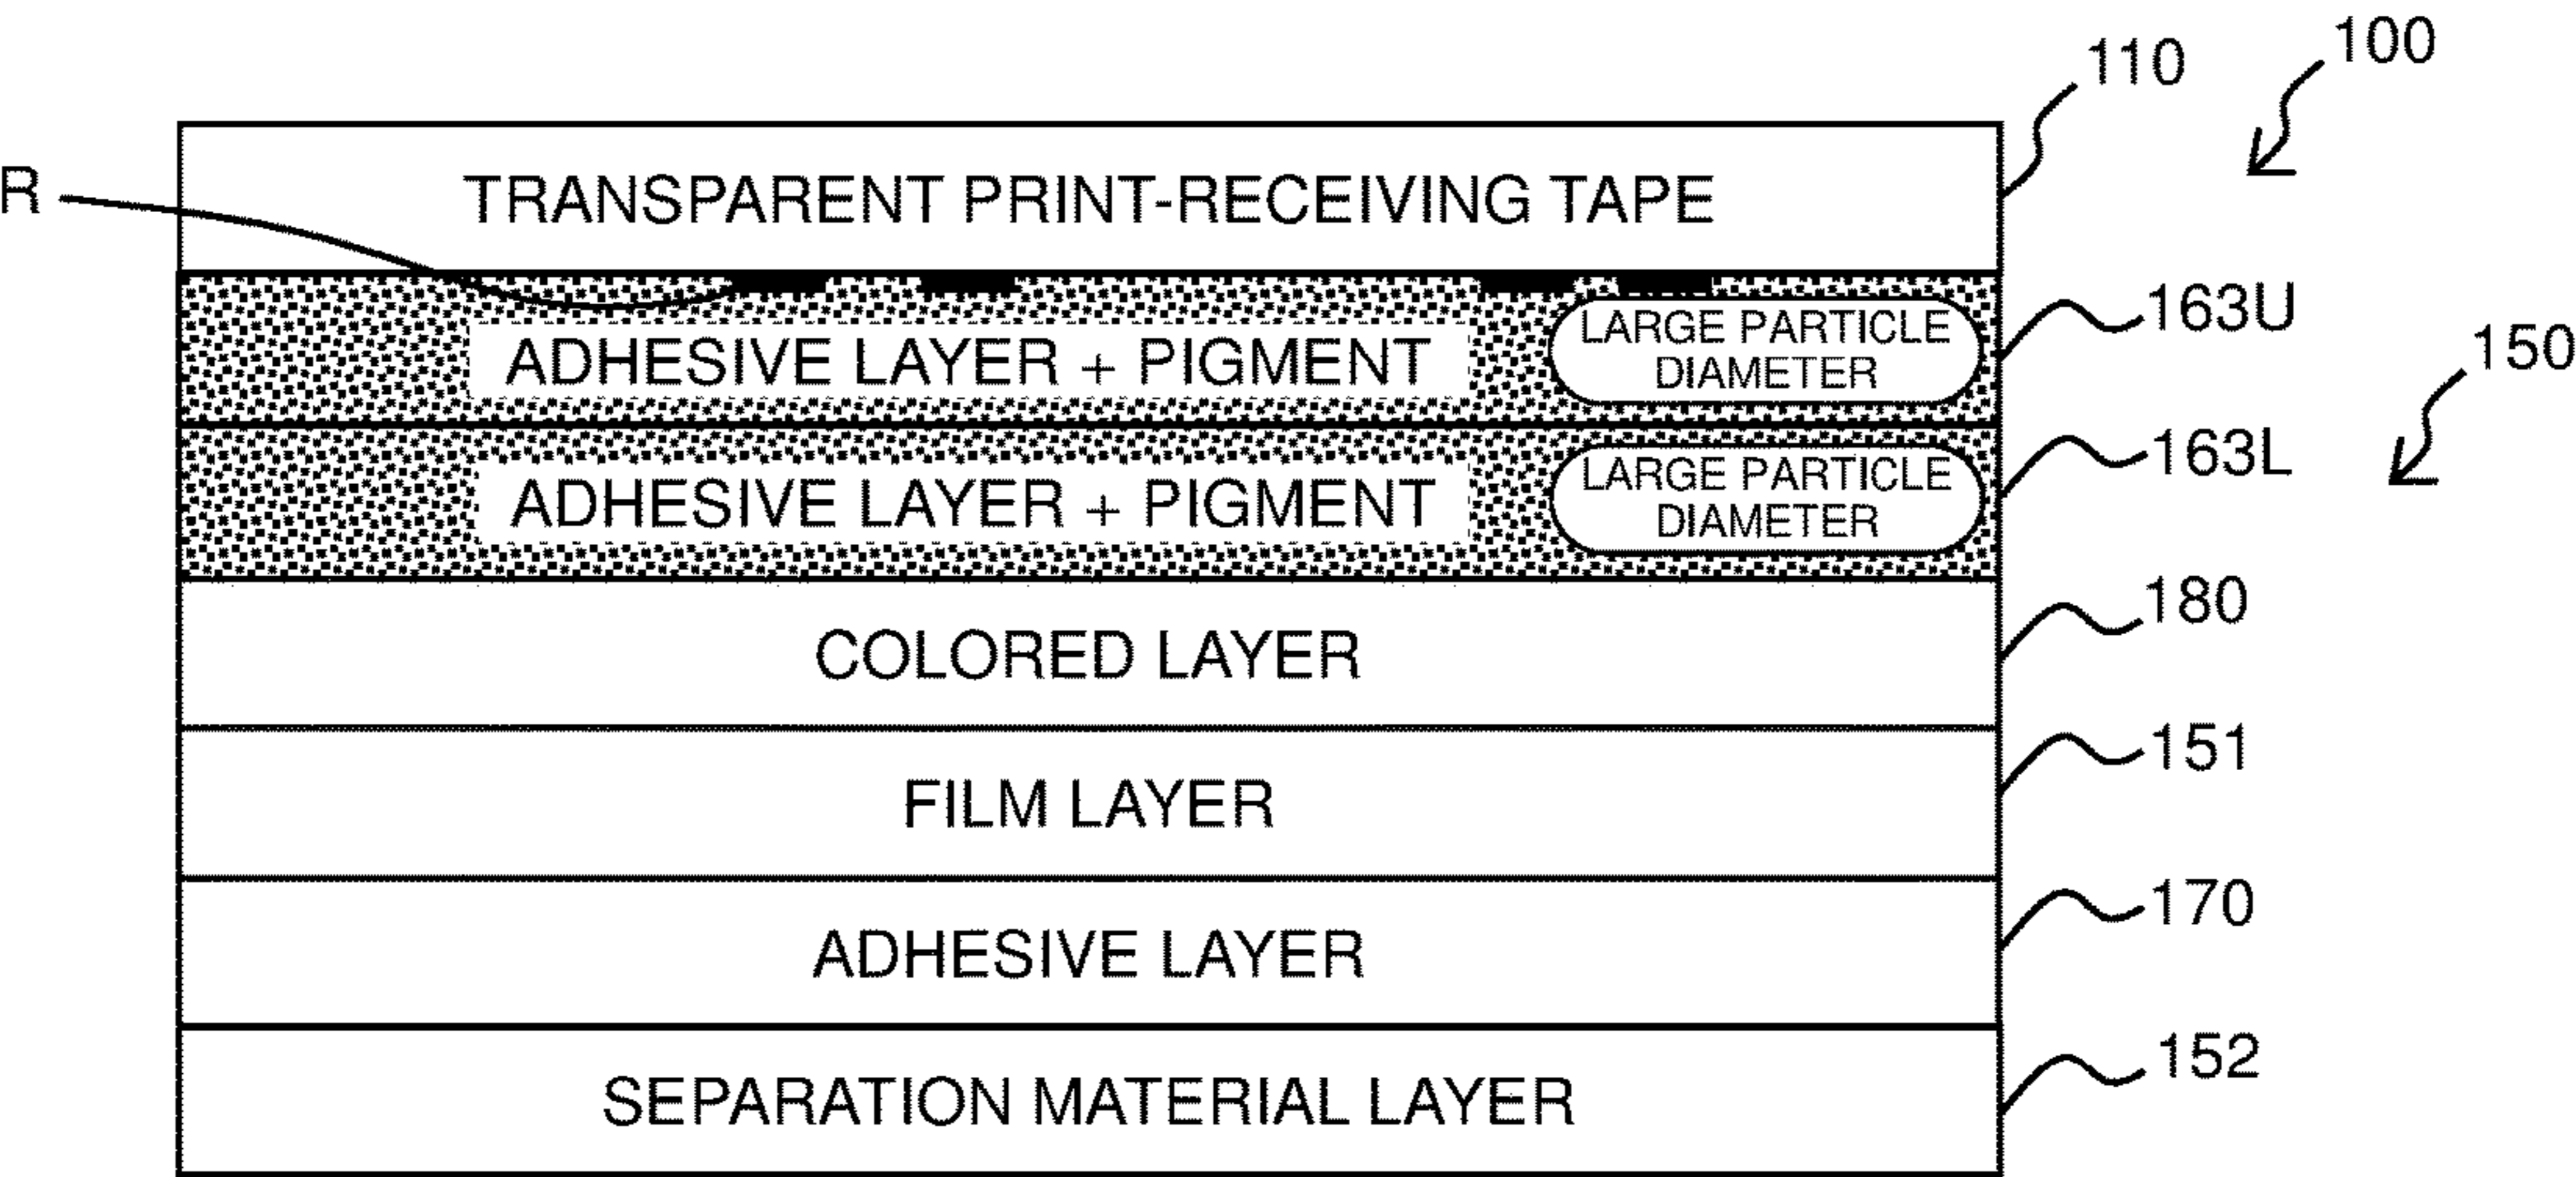 100
110
R
TRANSPARENT PRINT-RECEIVING TAPE
163U
ADHESIVE LAYER + PIGMENT
LARGE PARTICLE
DIAMETER
150
163L
ADHESIVE LAYER + PIGMENT
LARGE PARTICLE
DIAMETER
180
COLORED LAYER
151
FILM LAYER
170
ADHESIVE LAYER
152
SEPARATION MATERIAL LAYER